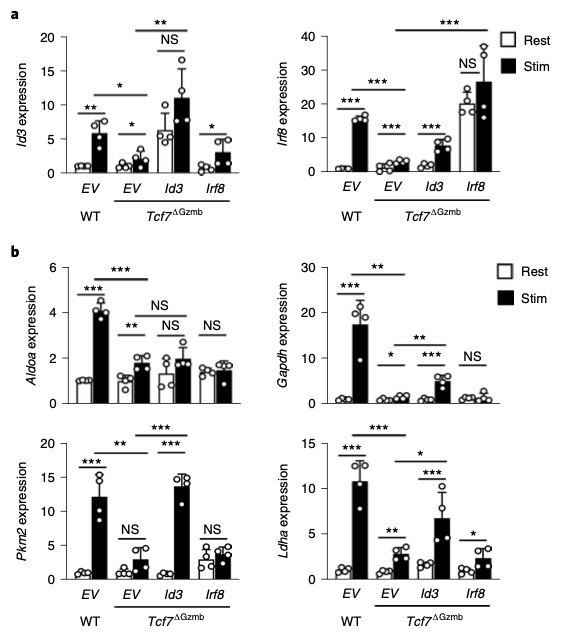 a
** ***
20 NS 40 Rest
Id3 expression Irf8 expression Stim
15 30 *** NS
* ***
10 ** 20
* * *** ***
5 10
0 0
EV EV Id3 Irf8 EV EV Id3 Irf8
WT Tcf7ΔGzmb WT Tcf7ΔGzmb
b
6 *** 30 ** Rest
*** ***
Aldoa expression Gapdh expression Stim
4 NS 20
** NS NS **
2 10 * *** NS
0 0
*** ***
20 ** *** 15 *** *
*** ***
Pkm2 expression Ldha expression
15
10 10
NS NS ** *
5 5
0 0
EV EV Id3 Irf8 EV EV Id3 Irf8
WT Tcf7ΔGzmb WT Tcf7ΔGzmb